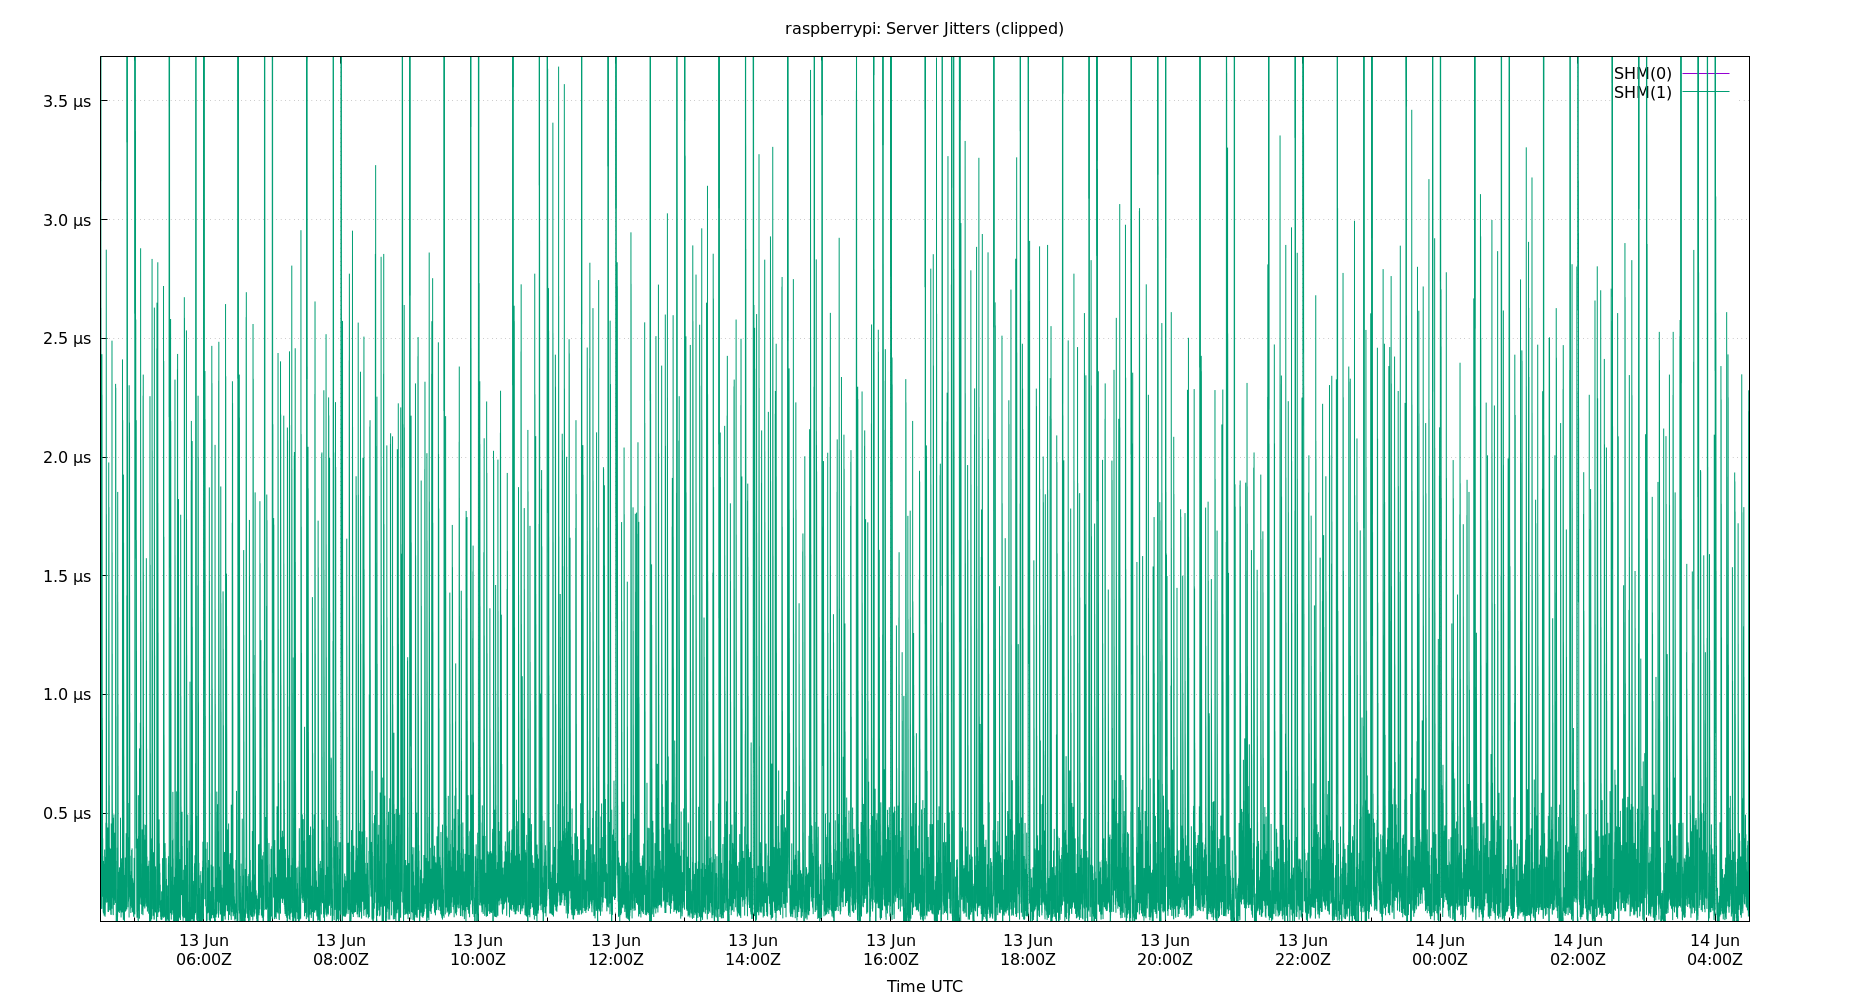 raspberrypi: Server Jitters (clipped)
SHM(0)
SHM(1)
3.5 µs
3.0 µs
2.5 µs
2.0 µs
1.5 µs
1.0 µs
0.5 µs
13 Jun 13 Jun 13 Jun 13 Jun 13 Jun 13 Jun 13 Jun 13 Jun 13 Jun 14 Jun 14 Jun 14 Jun
06:00Z 08:00Z 10:00Z 12:00Z 14:00Z 16:00Z 18:00Z 20:00Z 22:00Z 00:00Z 02:00Z 04:00Z
Time UTC